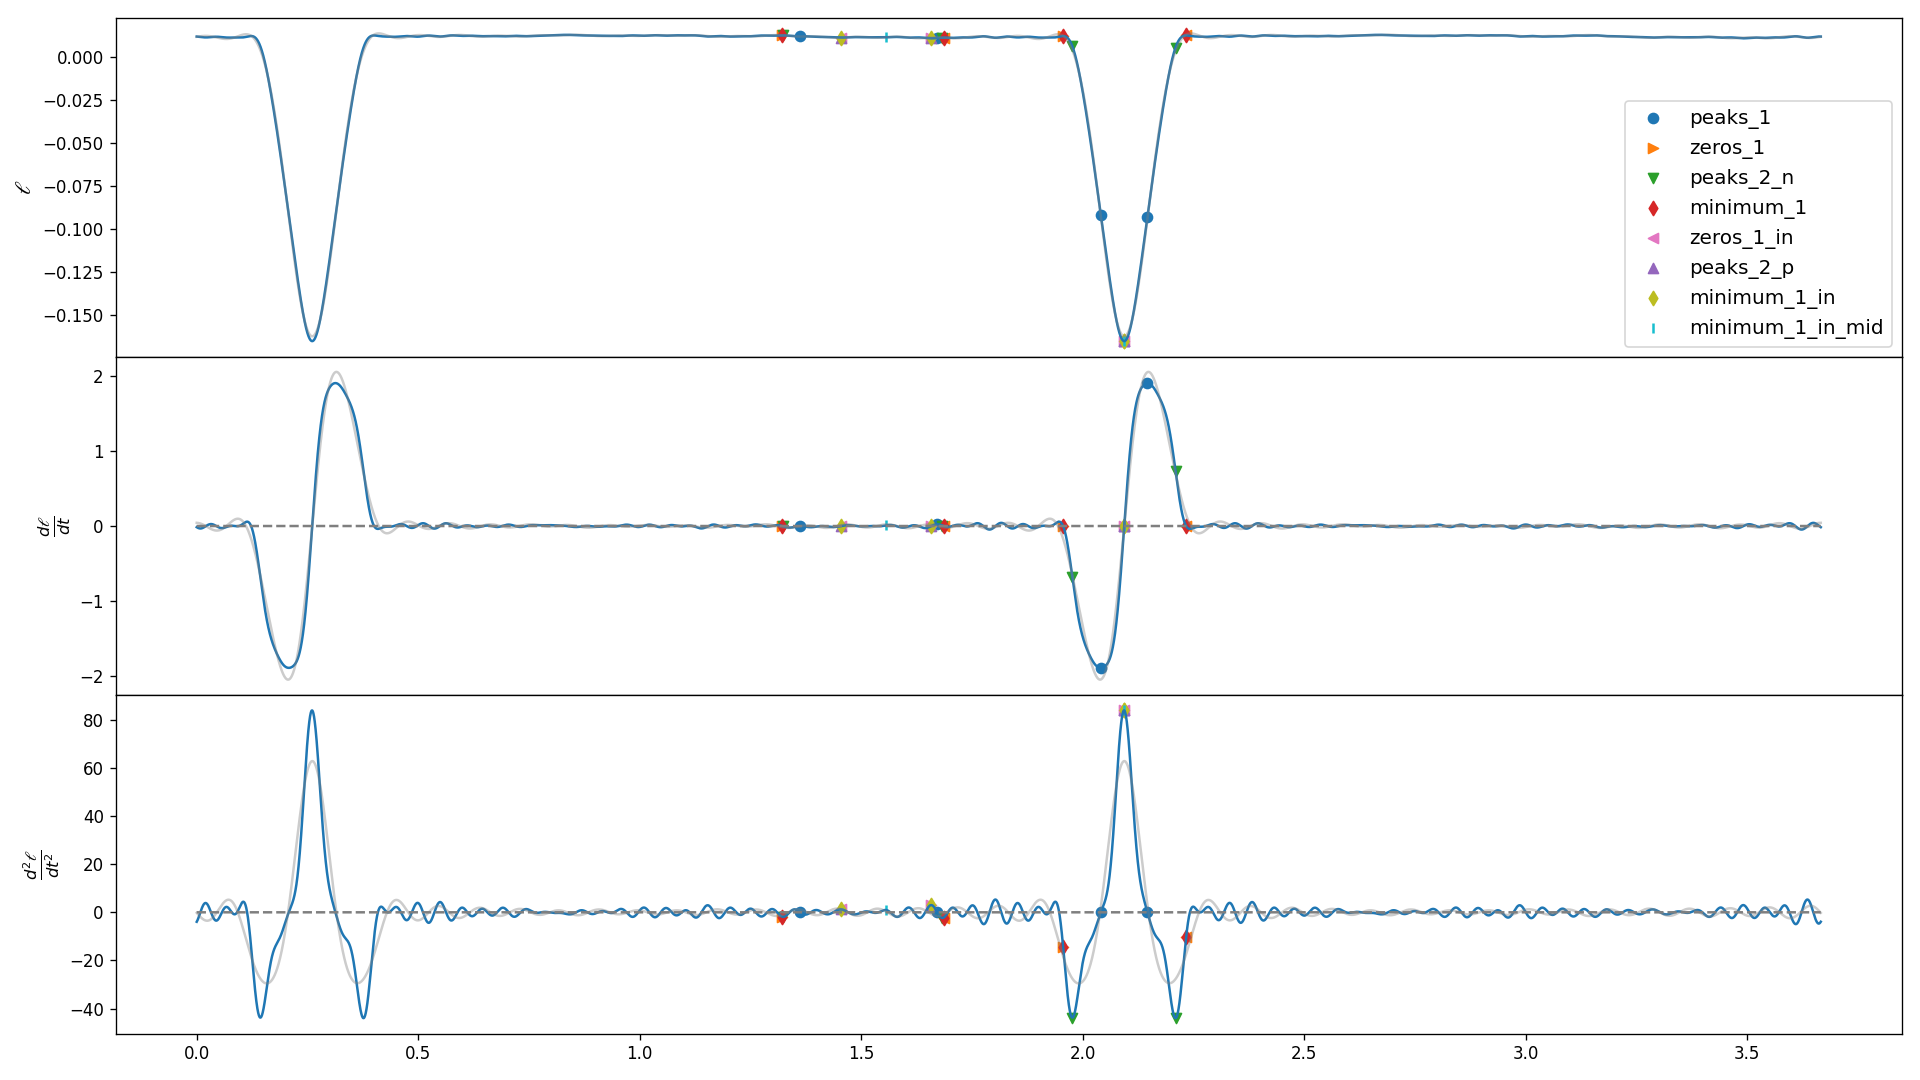 0.000
−0.025
−0.050
−0.075
−0.100
−0.125
−0.150
ℓ
peaks_1
zeros_1
peaks_2_n
minimum_1
zeros_1_in
peaks_2_p
minimum_1_in
minimum_1_in_mid
2
1
0
−1
−2
dℓ
dt
80
60
40
20
0
−20
−40
d²ℓ
dt²
0.0 0.5 1.0 1.5 2.0 2.5 3.0 3.5